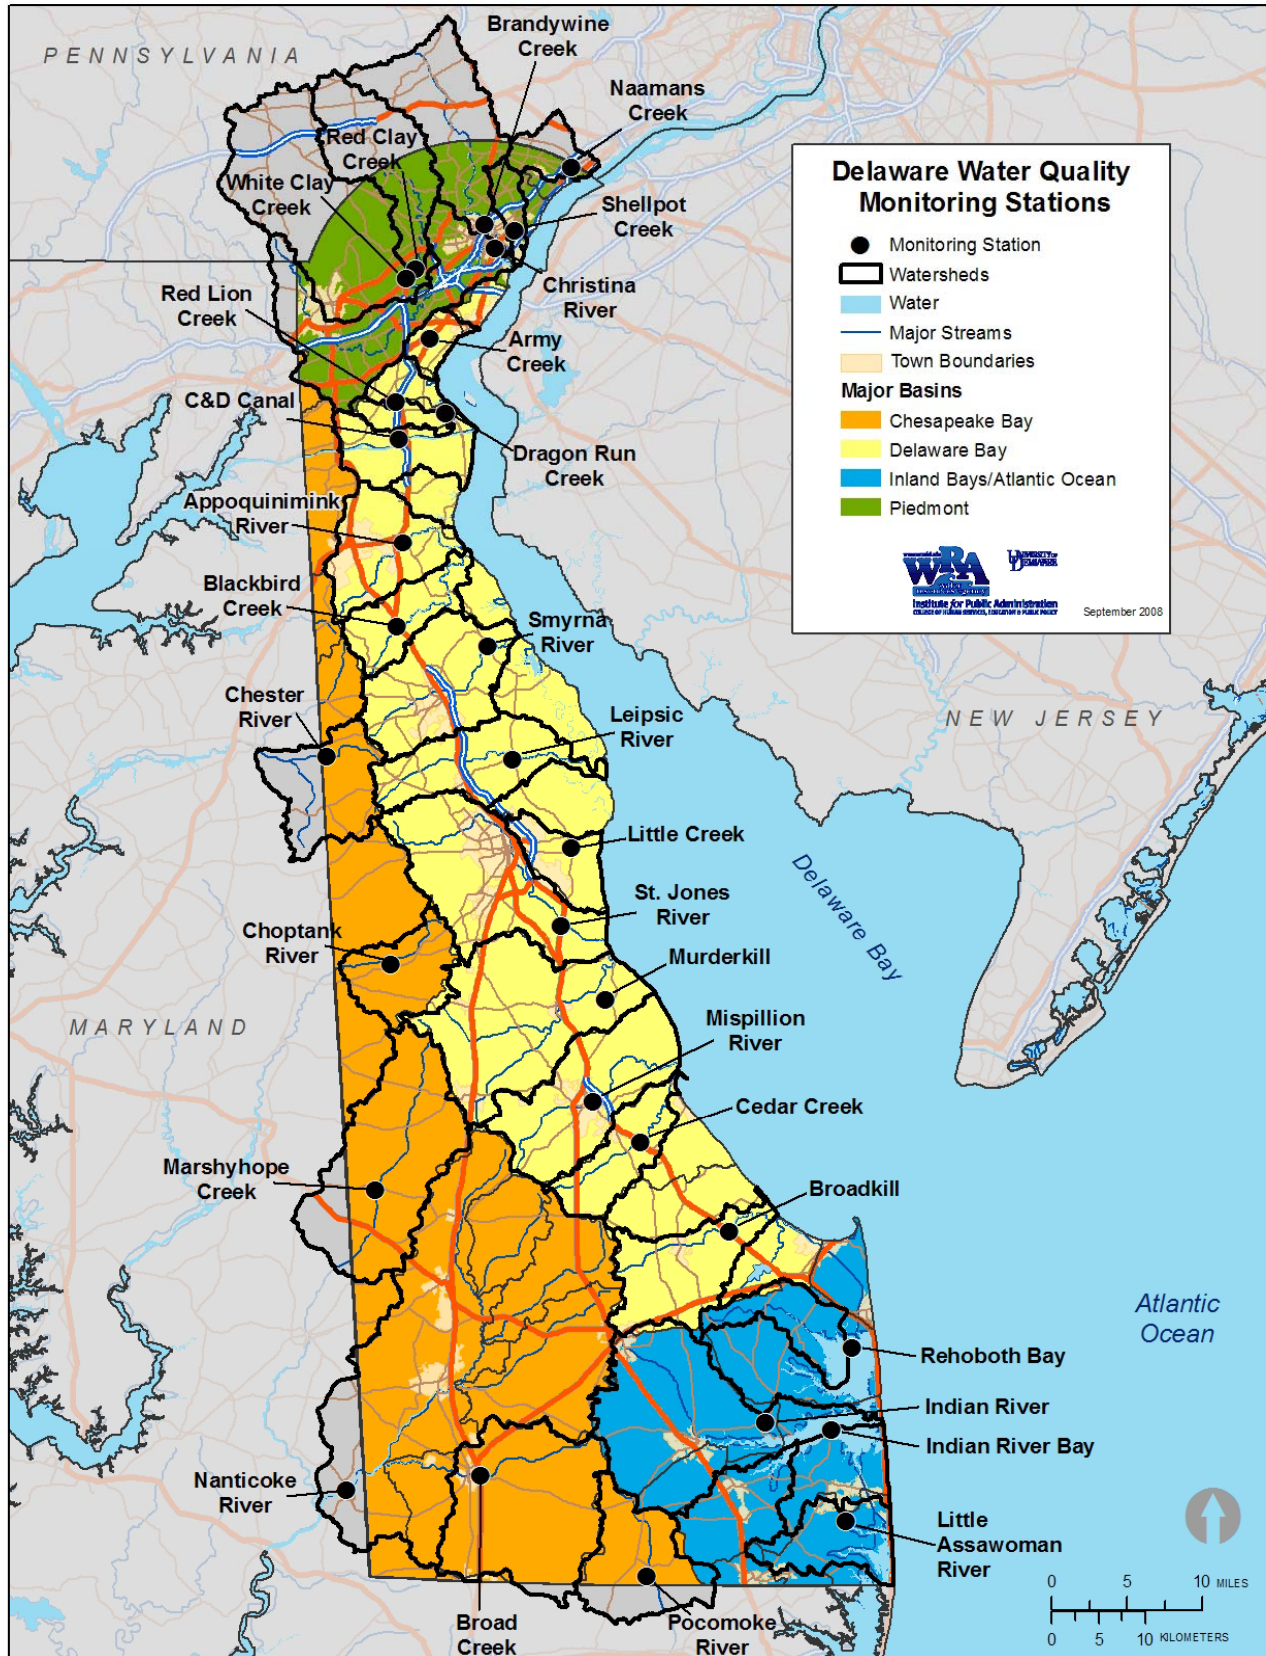 PENNSYLVANIA
Brandywine
Creek
Naamans
Creek
Red Clay
Creek
White Clay
Creek
Shellpot
Creek
Christina
River
Red Lion
Creek
Army
Creek
C&D Canal
Dragon Run
Creek
Appoquinimink
River
Blackbird
Creek
Smyrna
River
Chester
River
Leipsic
River
Little Creek
St. Jones
River
Choptank
River
Murderkill
Mispillion
River
MARYLAND
Cedar Creek
Marshyhope
Creek
Broadkill
Rehoboth Bay
Indian River
Indian River Bay
Nanticoke
River
Little
Assawoman
River
Broad
Creek
Pocomoke
River
Delaware Bay
NEW JERSEY
Atlantic
Ocean
Delaware Water Quality
Monitoring Stations
Monitoring Station
Watersheds
Water
Major Streams
Town Boundaries
Major Basins
Chesapeake Bay
Delaware Bay
Inland Bays/Atlantic Ocean
Piedmont
WRA
UNIVERSITY OF
DELAWARE
Institute for Public Administration
September 2008
0 5 10 MILES
0 5 10 KILOMETERS